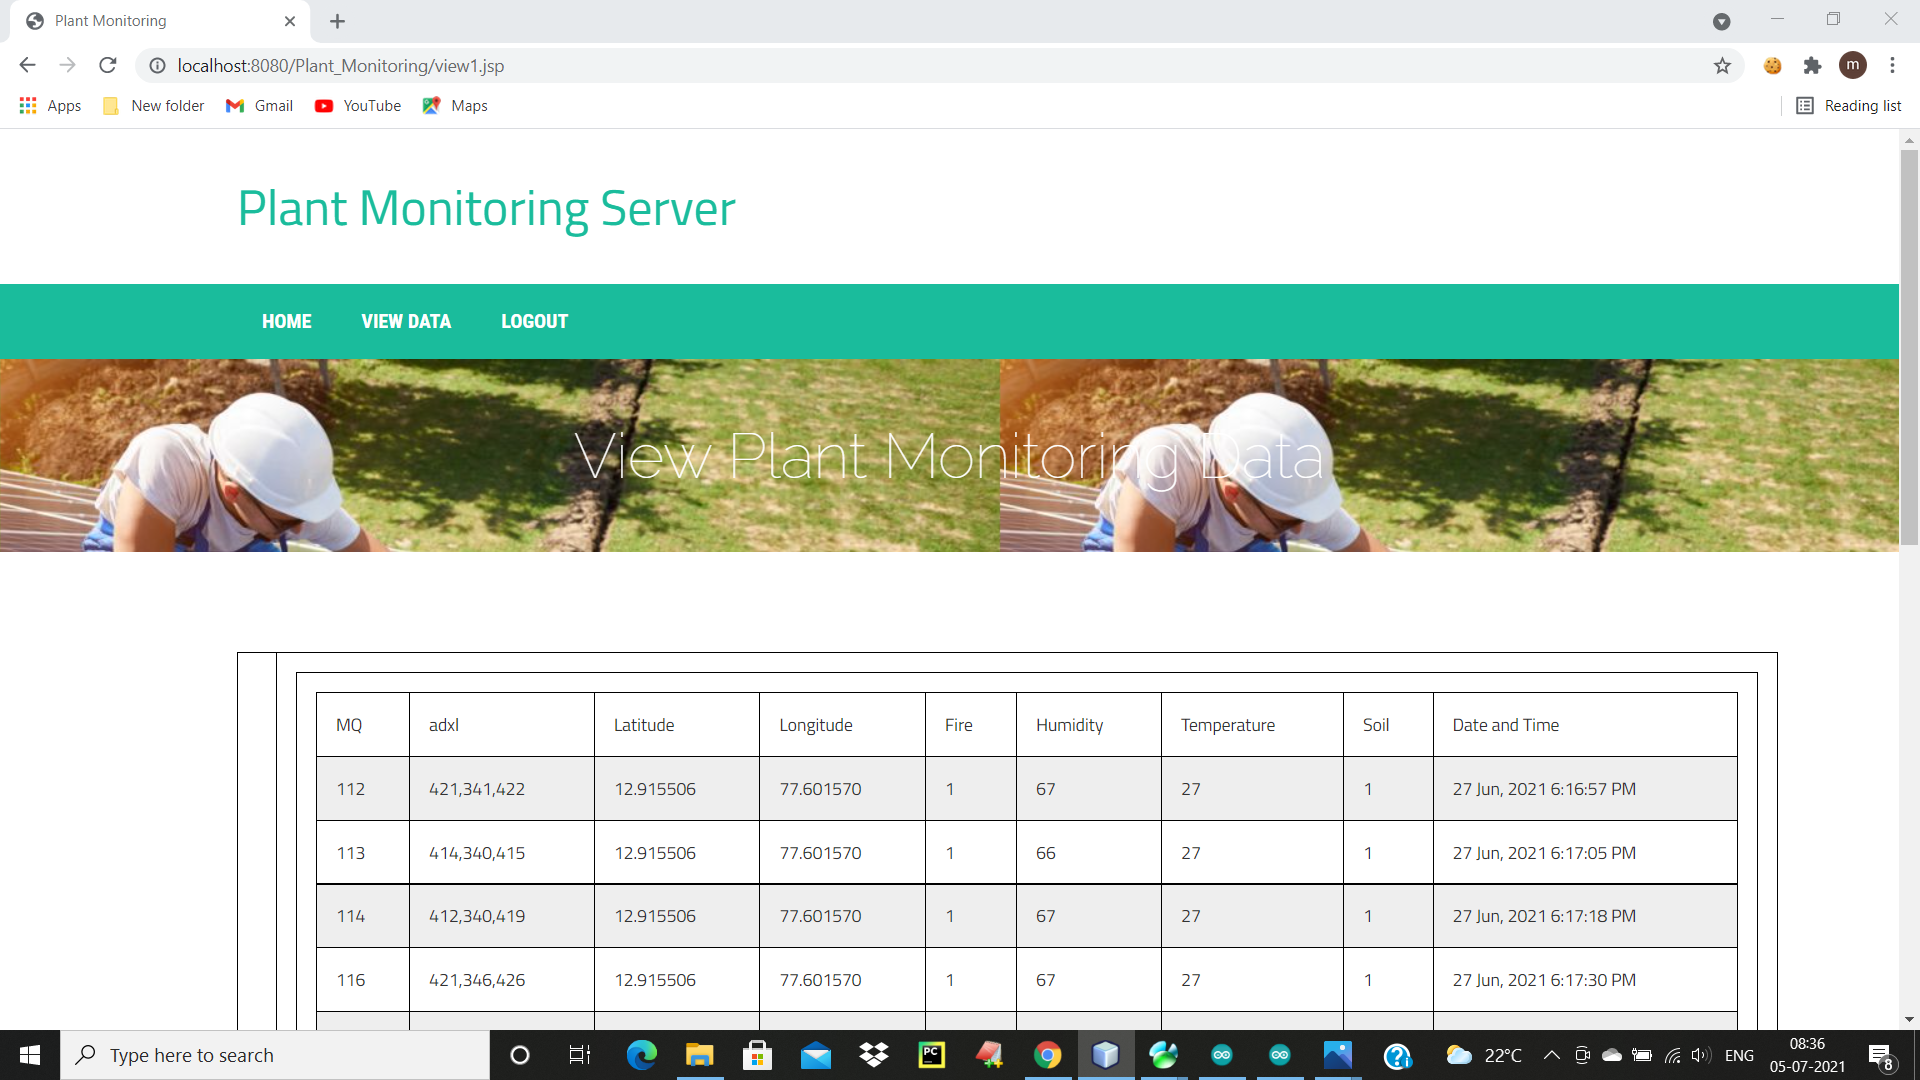 Plant Monitoring
localhost:8080/Plant_Monitoring/view1.jsp
m
Apps New folder Gmail YouTube Maps Reading list
Plant Monitoring Server
HOME VIEW DATA LOGOUT
View Plant Monitoring Data
MQ adxl Latitude Longitude Fire Humidity Temperature Soil Date and Time
112 421,341,422 12.915506 77.601570 1 67 27 1 27 Jun, 2021 6:16:57 PM
113 414,340,415 12.915506 77.601570 1 66 27 1 27 Jun, 2021 6:17:05 PM
114 412,340,419 12.915506 77.601570 1 67 27 1 27 Jun, 2021 6:17:18 PM
116 421,346,426 12.915506 77.601570 1 67 27 1 27 Jun, 2021 6:17:30 PM
Type here to search PC 22°C ENG 08:36
05-07-2021 8